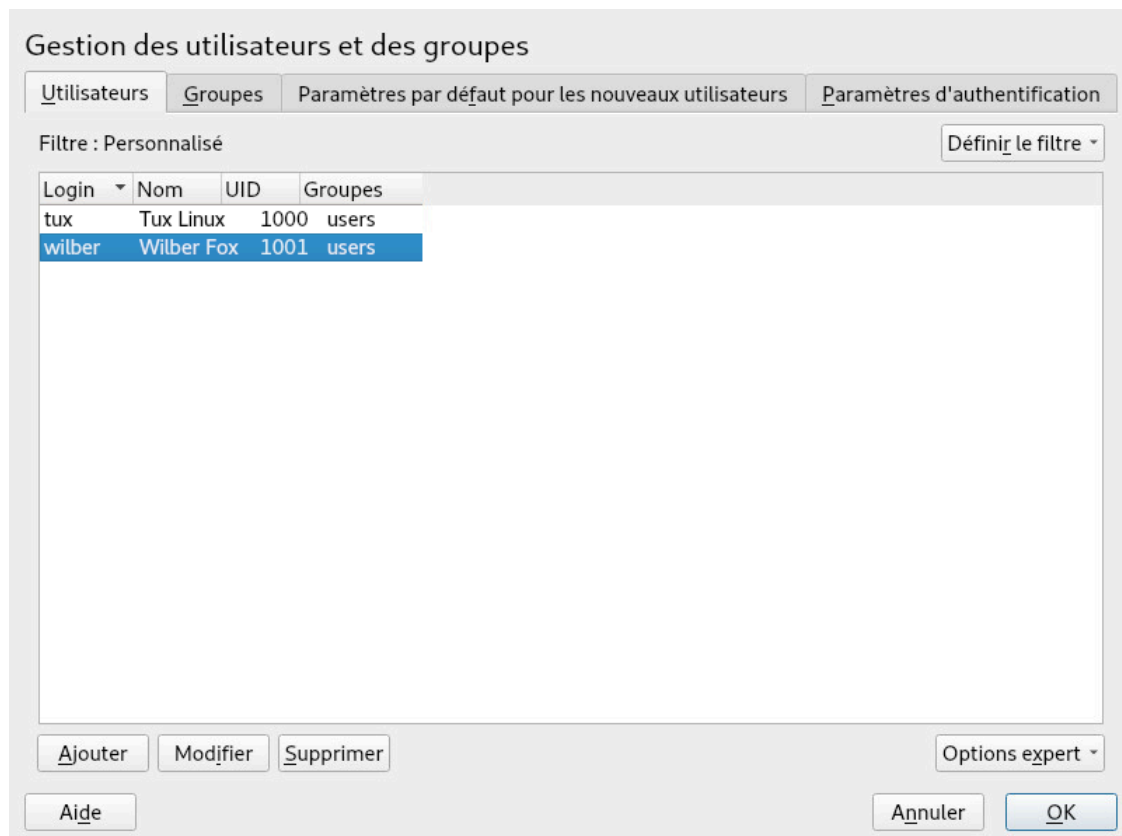 Gestion des utilisateurs et des groupes
Utilisateurs Groupes Paramètres par défaut pour les nouveaux utilisateurs Paramètres d'authentification
Filtre : Personnalisé Définir le filtre
Login Nom UID Groupes
tux Tux Linux 1000 users
wilber Wilber Fox 1001 users
Ajouter Modifier Supprimer Options expert
Aide Annuler OK